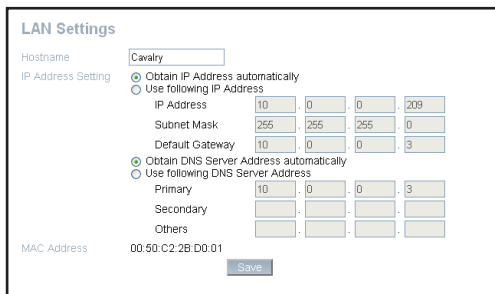 LAN Settings
Hostname Cavalry
IP Address Setting Obtain IP Address automatically
Use following IP Address
IP Address 10 . 0 . 0 . 209
Subnet Mask 255 . 255 . 255 . 0
Default Gateway 10 . 0 . 0 . 3
Obtain DNS Server Address automatically
Use following DNS Server Address
Primary 10 . 0 . 0 . 3
Secondary . . .
Others . . .
MAC Address 00:50:C2:2B:D0:01
Save